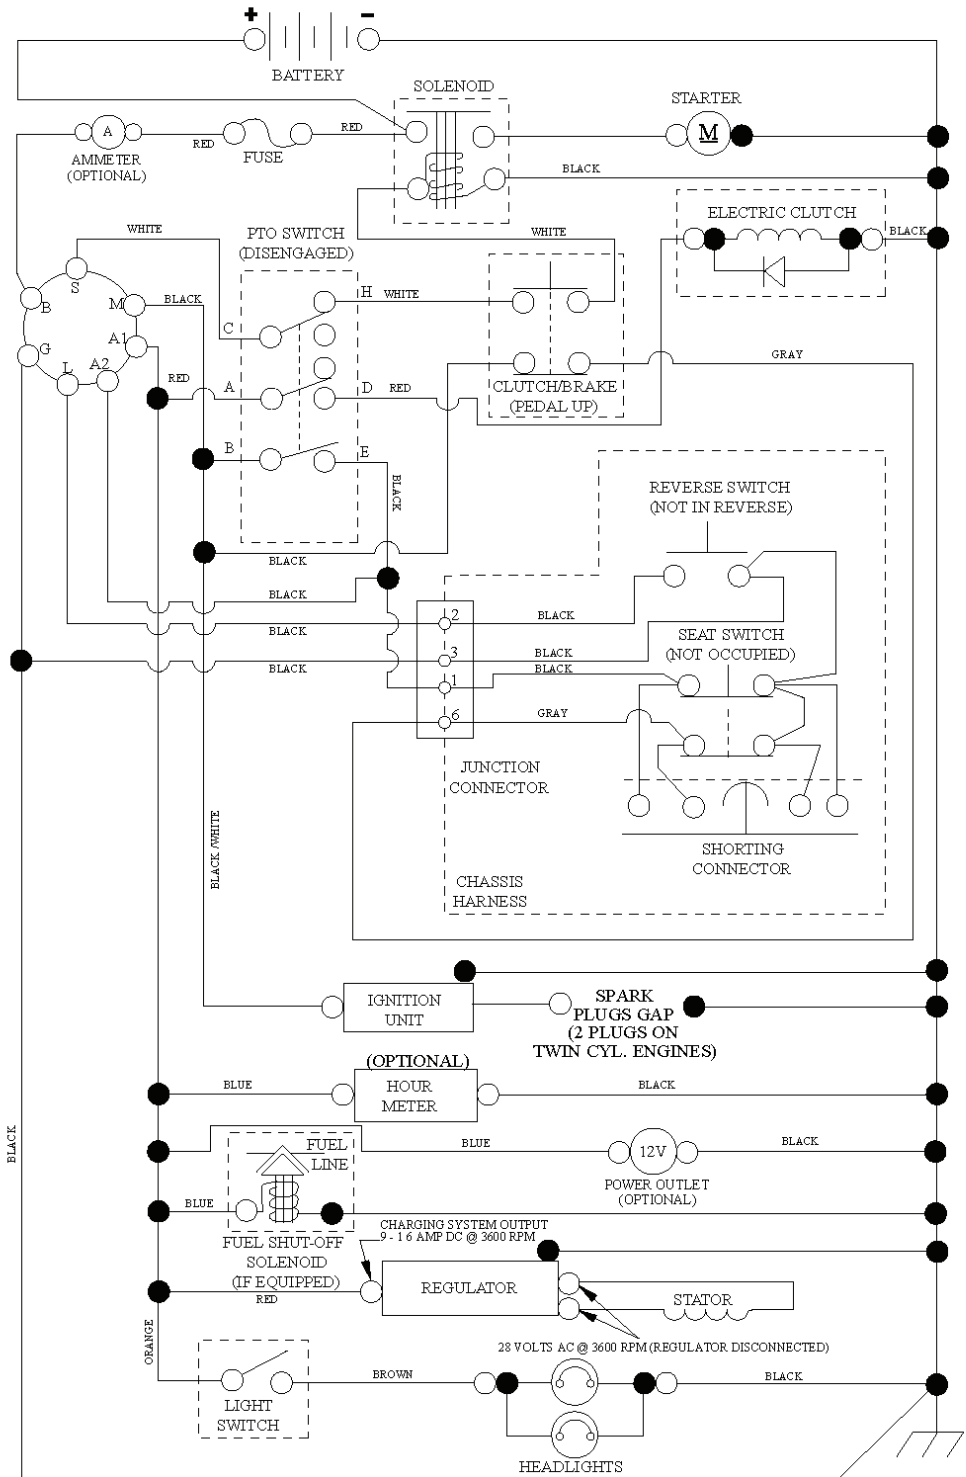 + -
BATTERY
SOLENOID
STARTER
A
RED
FUSE
RED
M
AMMETER
(OPTIONAL)
BLACK
ELECTRIC CLUTCH
BLACK
WHITE
PTO SWITCH
(DISENGAGED)
WHITE
S
B
M
BLACK
H
WHITE
C
G
A1
L
A2
RED
A
D
RED
CLUTCH/BRAKE
(PEDAL UP)
GRAY
B
E
BLACK
REVERSE SWITCH
(NOT IN REVERSE)
BLACK
BLACK
BLACK
2
BLACK
SEAT SWITCH
(NOT OCCUPIED)
3
BLACK
BLACK
BLACK
1
6
GRAY
JUNCTION
CONNECTOR
BLACK /WHITE
SHORTING
CONNECTOR
CHASSIS
HARNESS
IGNITION
UNIT
SPARK
PLUGS GAP
(2 PLUGS ON
TWIN CYL. ENGINES)
(OPTIONAL)
BLUE
HOUR
METER
BLACK
BLACK
FUEL
LINE
BLUE
12V
BLACK
POWER OUTLET
(OPTIONAL)
BLUE
FUEL SHUT-OFF
SOLENOID
(IF EQUIPPED)
CHARGING SYSTEM OUTPUT
9 - 1 6 AMP DC @ 3600 RPM
RED
REGULATOR
STATOR
ORANGE
28 VOLTS AC @ 3600 RPM (REGULATOR DISCONNECTED)
BROWN
BLACK
LIGHT
SWITCH
HEADLIGHTS